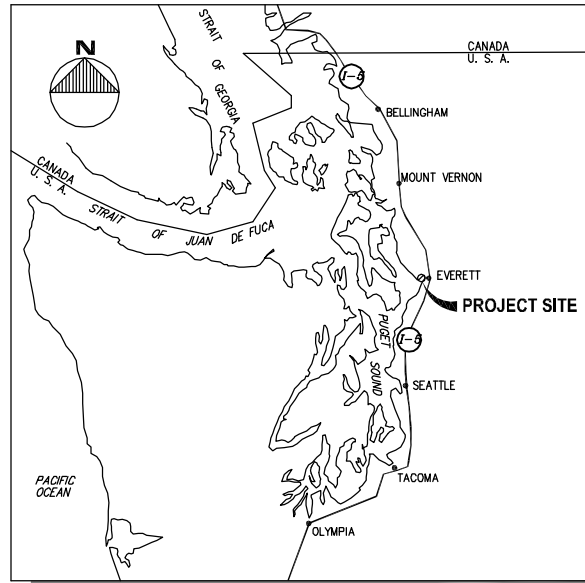 N
STRAIT OF GEORGIA
CANADA
U. S. A.
I-5
BELLINGHAM
MOUNT VERNON
CANADA
U. S. A.
STRAIT OF JUAN DE FUCA
EVERETT
PROJECT SITE
PUGET SOUND
I-5
SEATTLE
TACOMA
PACIFIC
OCEAN
OLYMPIA